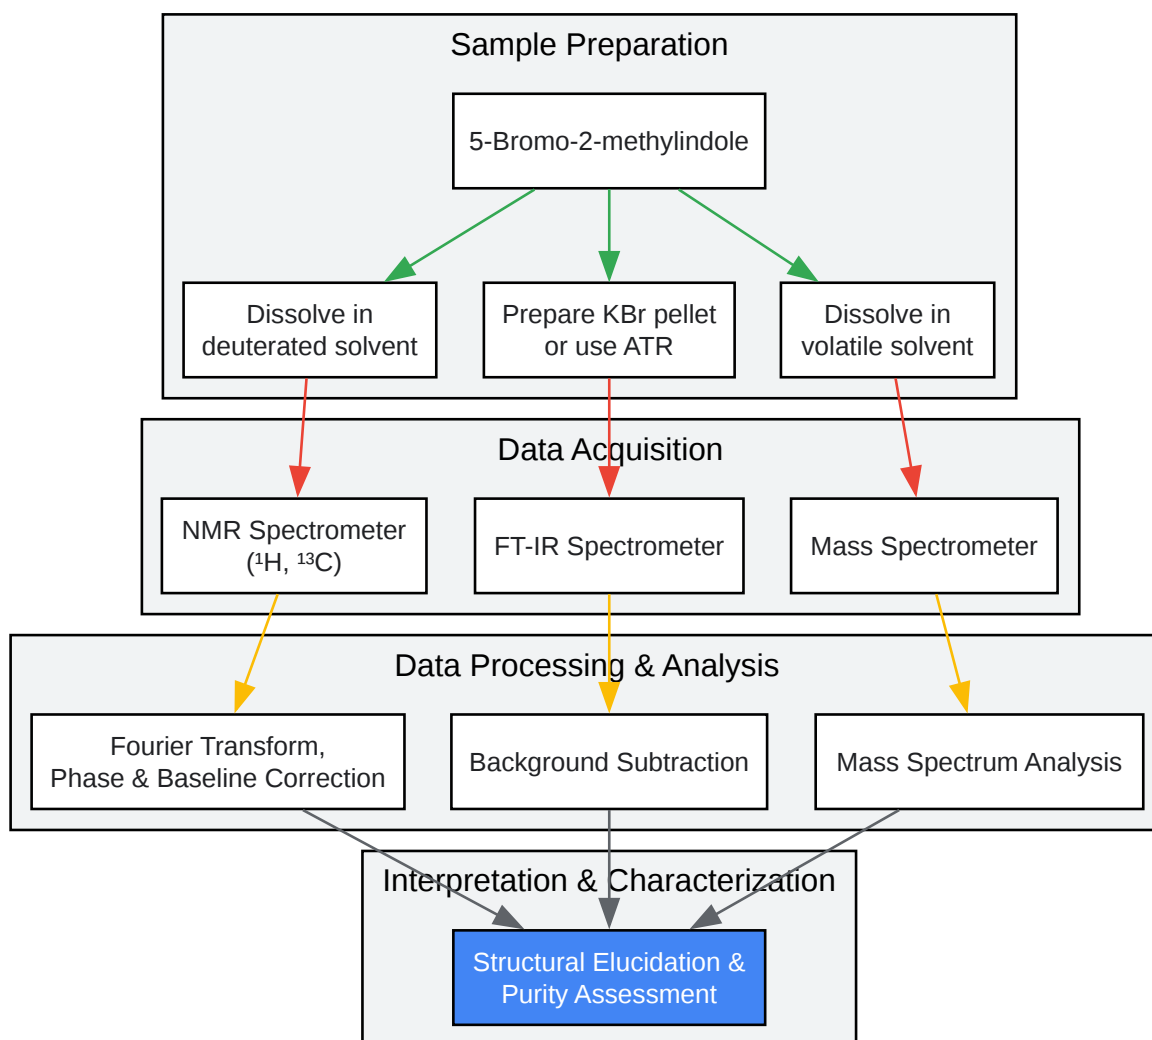 Sample Preparation
5-Bromo-2-methylindole
Dissolve in
deuterated solvent
Prepare KBr pellet
or use ATR
Dissolve in
volatile solvent
Data Acquisition
NMR Spectrometer
(¹H, ¹³C)
FT-IR Spectrometer
Mass Spectrometer
Data Processing & Analysis
Fourier Transform,
Phase & Baseline Correction
Background Subtraction
Mass Spectrum Analysis
Interpretation & Characterization
Structural Elucidation &
Purity Assessment